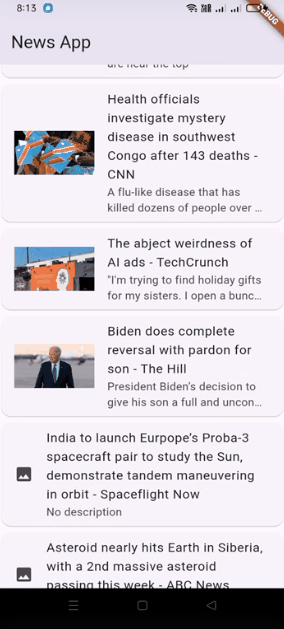 8:13
DEBUG
News App
are near the top
Health officials
investigate mystery
disease in southwest
Congo after 143 deaths -
CNN
A flu-like disease that has
killed dozens of people over ...
The abject weirdness of
AI ads - TechCrunch
"I'm trying to find holiday gifts
for my sisters. I open a bunc...
Biden does complete
reversal with pardon for
son - The Hill
President Biden's decision to
give his son a full and uncon...
India to launch Eurpope's Proba-3
spacecraft pair to study the Sun,
demonstrate tandem maneuvering
in orbit - Spaceflight Now
No description
Asteroid nearly hits Earth in Siberia,
with a 2nd massive asteroid
passing this week - ABC News